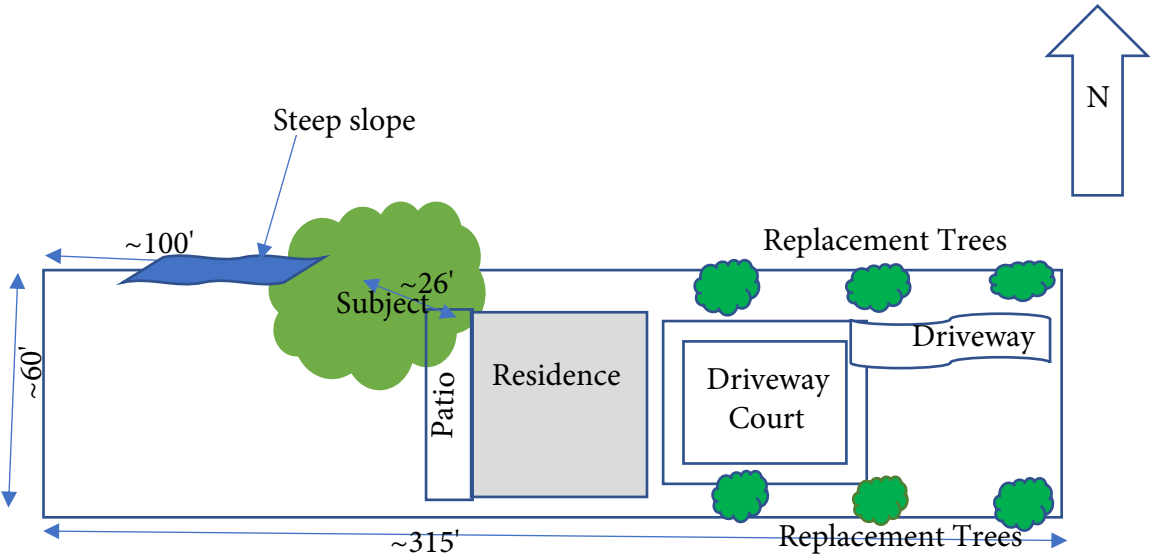 N
Steep slope
~100'
Replacement Trees
~26'
Subject
Driveway
~60'
Patio
Residence
Driveway
Court
Replacement Trees
~315'